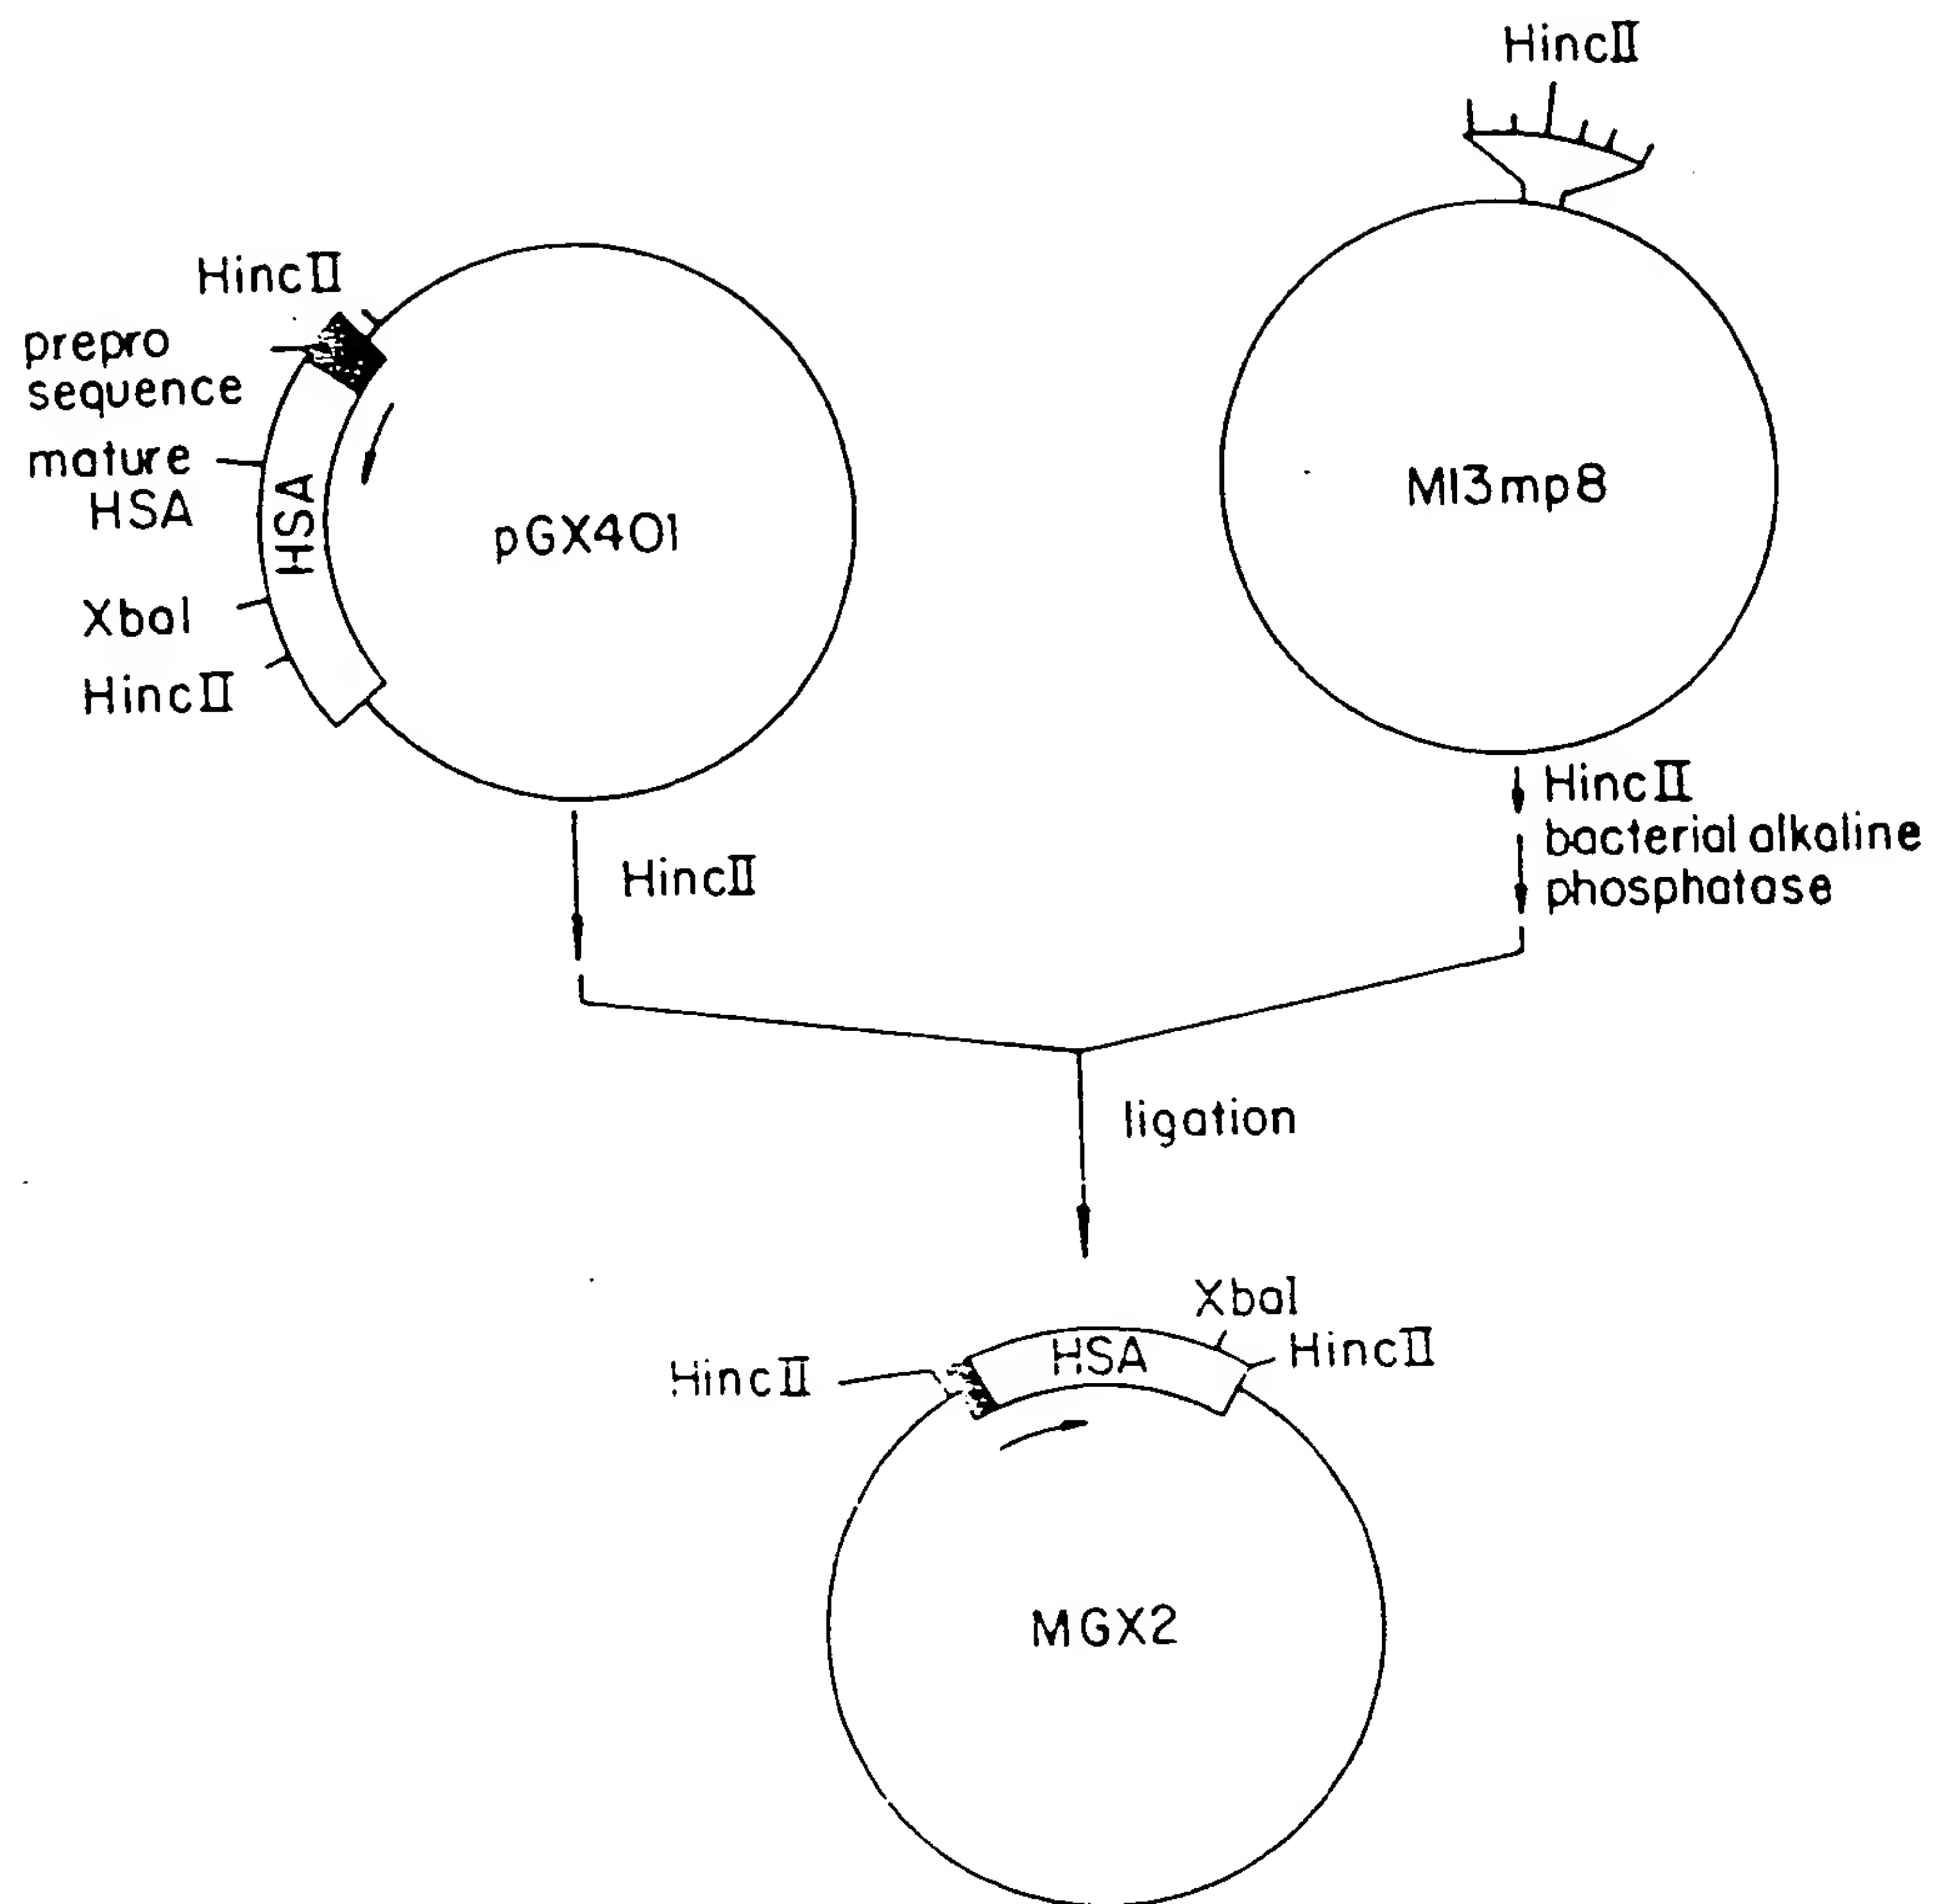 HincII
HincII
prepro
sequence
mature
HSA
HSA
XbaI
HincII
pGX401
M13mp8
HincII
HincII
bacterial alkaline
phosphatase
ligation
XbaI
HincII
HSA
HincII
MGX2